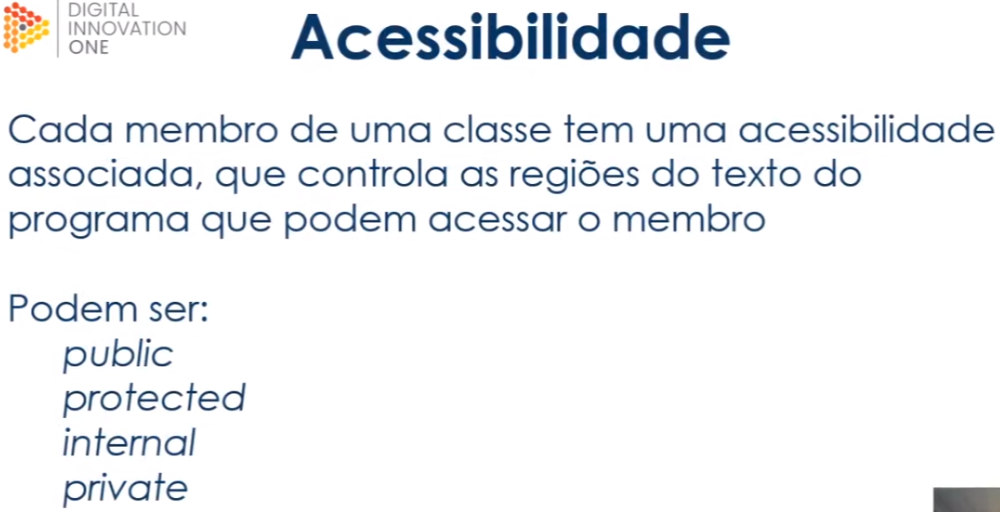 DIGITAL
INNOVATION
ONE
Acessibilidade
Cada membro de uma classe tem uma acessibilidade
associada, que controla as regiões do texto do
programa que podem acessar o membro
Podem ser:
public
protected
internal
private